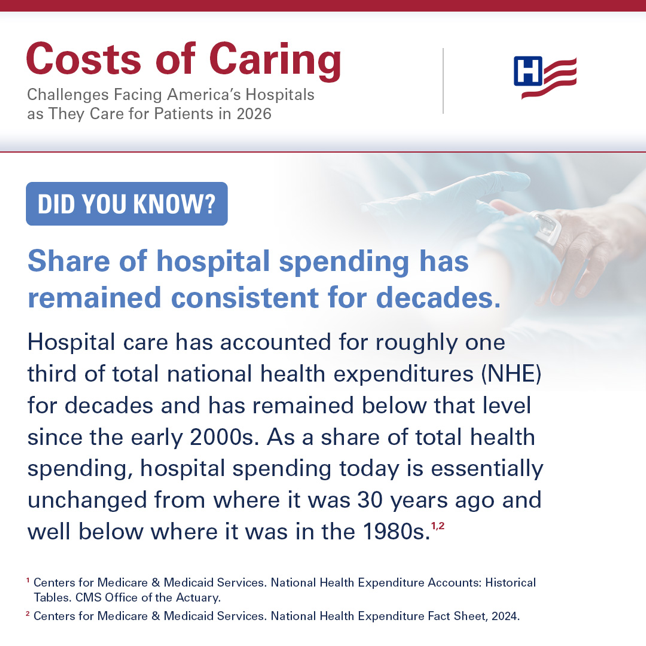 Costs of Caring
Challenges Facing America's Hospitals
as They Care for Patients in 2026
H
DID YOU KNOW?
Share of hospital spending has
remained consistent for decades.
Hospital care has accounted for roughly one
third of total national health expenditures (NHE)
for decades and has remained below that level
since the early 2000s. As a share of total health
spending, hospital spending today is essentially
unchanged from where it was 30 years ago and
well below where it was in the 1980s.1,2
1 Centers for Medicare & Medicaid Services. National Health Expenditure Accounts: Historical
Tables. CMS Office of the Actuary.
2 Centers for Medicare & Medicaid Services. National Health Expenditure Fact Sheet, 2024.